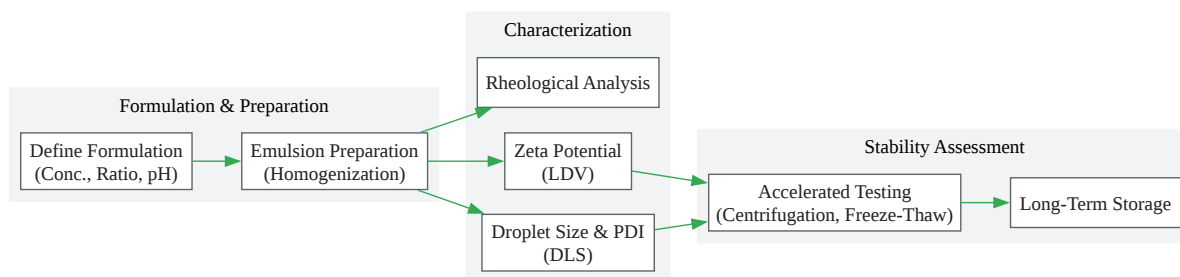 Formulation & Preparation
Define Formulation
(Conc., Ratio, pH)
Emulsion Preparation
(Homogenization)
Characterization
Rheological Analysis
Zeta Potential
(LDV)
Droplet Size & PDI
(DLS)
Stability Assessment
Accelerated Testing
(Centrifugation, Freeze-Thaw)
Long-Term Storage